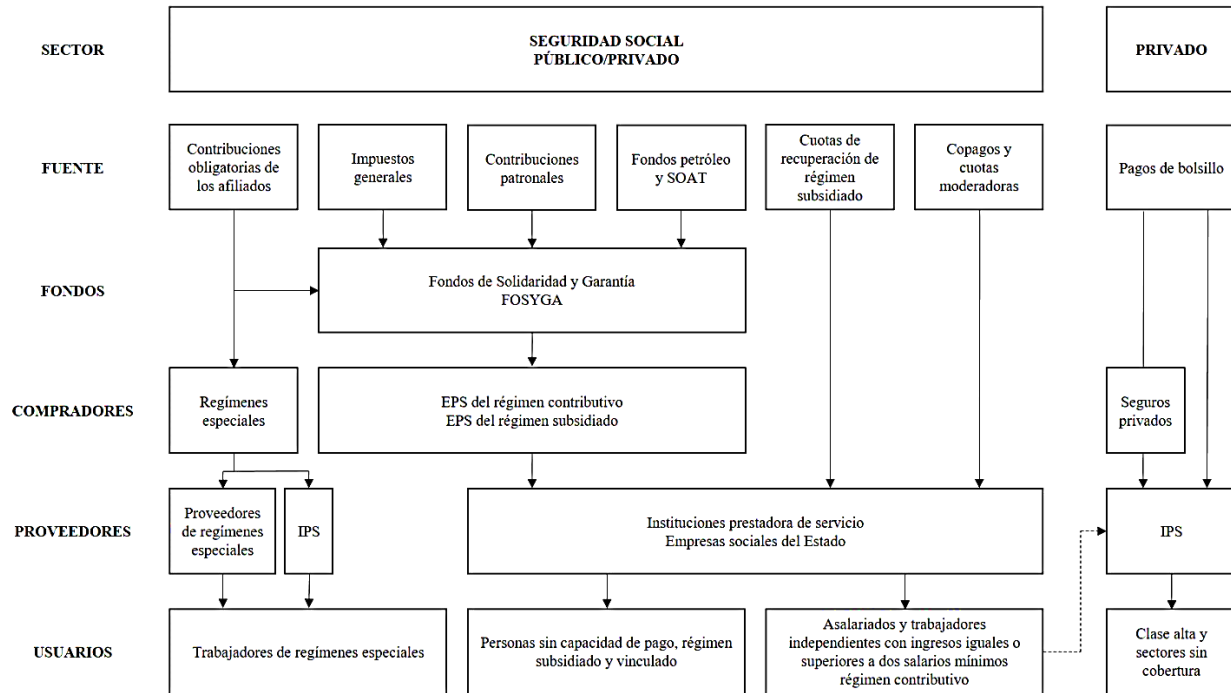 SECTOR
SEGURIDAD SOCIAL
PÚBLICO/PRIVADO
PRIVADO
FUENTE
Contribuciones
obligatorias de
los afiliados
Impuestos
generales
Contribuciones
patronales
Fondos petróleo
y SOAT
Cuotas de
recuperación de
régimen
subsidiado
Copagos y
cuotas
moderadoras
Pagos de bolsillo
FONDOS
Fondos de Solidaridad y Garantía
FOSYGA
COMPRADORES
Regímenes
especiales
EPS del régimen contributivo
EPS del régimen subsidiado
Seguros
privados
PROVEEDORES
Proveedores
de regímenes
especiales
IPS
Instituciones prestadora de servicio
Empresas sociales del Estado
IPS
USUARIOS
Trabajadores de regímenes especiales
Personas sin capacidad de pago, régimen
subsidiado y vinculado
Asalariados y trabajadores
independientes con ingresos iguales o
superiores a dos salarios mínimos
régimen contributivo
Clase alta y
sectores sin
cobertura